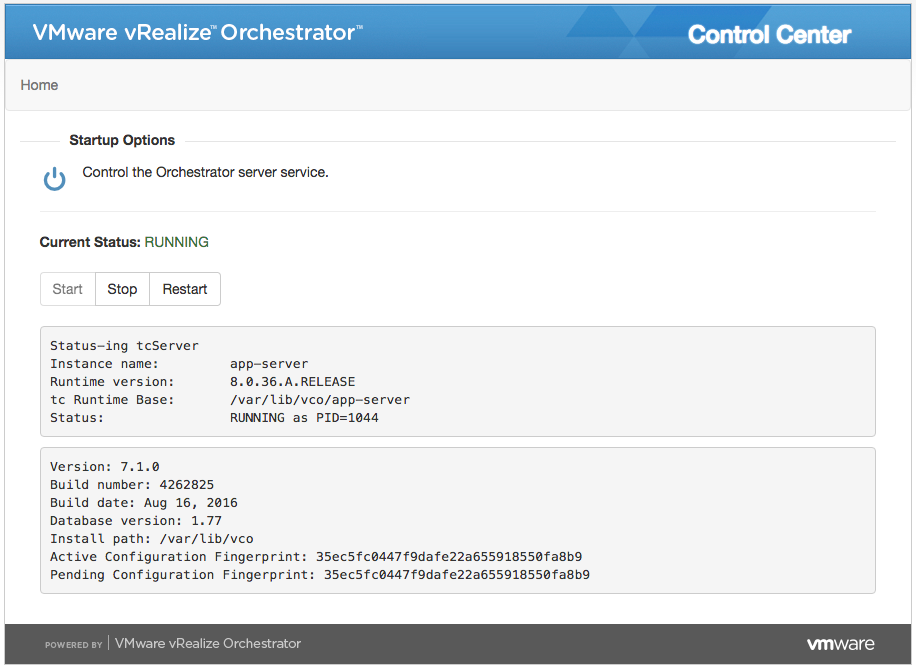 VMware vRealize™ Orchestrator™
Control Center
Home
Startup Options
Control the Orchestrator server service.
Current Status: RUNNING
Start Stop Restart
Status-ing tcServer
Instance name: app-server
Runtime version: 8.0.36.A.RELEASE
tc Runtime Base: /var/lib/vco/app-server
Status: RUNNING as PID=1044
Version: 7.1.0
Build number: 4262825
Build date: Aug 16, 2016
Database version: 1.77
Install path: /var/lib/vco
Active Configuration Fingerprint: 35ec5fc0447f9dafe22a655918550fa8b9
Pending Configuration Fingerprint: 35ec5fc0447f9dafe22a655918550fa8b9
POWERED BY | VMware vRealize Orchestrator
vmware